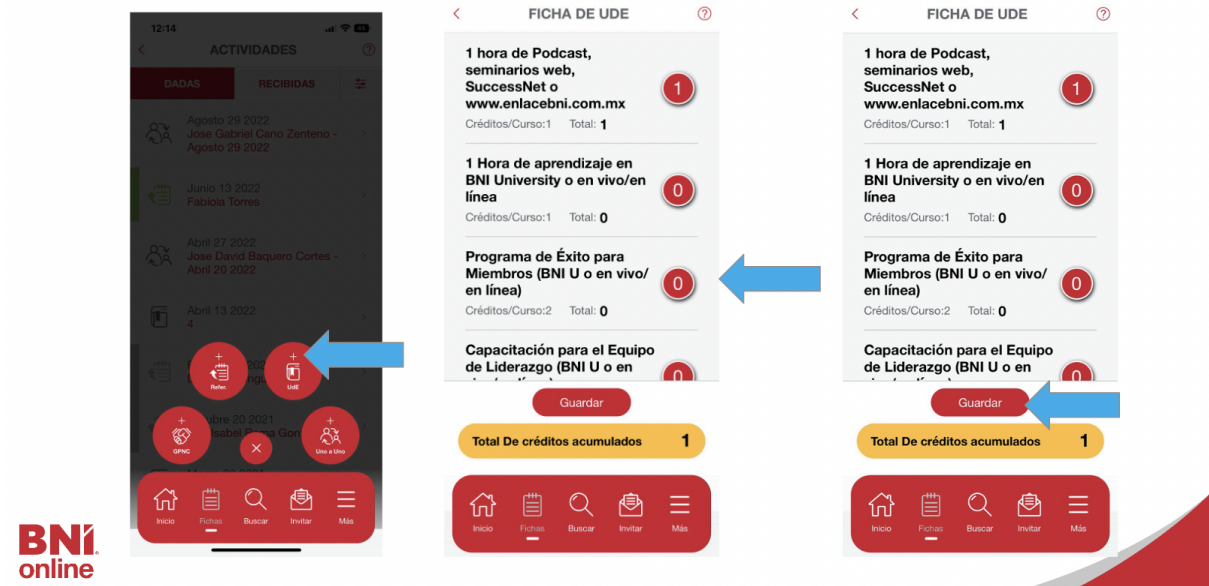 12:14
ACTIVIDADES
DADAS
RECIBIDAS
Agosto 29 2022
Jose Gabriel Cano Zenteno -
Agosto 29 2022
Junio 13 2022
Fabiola Torres
Abril 27 2022
Jose David Baquero Cortes -
Abril 20 2022
Abril 13 2022
4
+
Refer.
+
UdE
+
GPNC
+
Uno a Uno
Inicio
Fichas
Buscar
Invitar
Más
FICHA DE UDE
?
1 hora de Podcast,
seminarios web,
SuccessNet o
www.enlacebni.com.mx
1
Créditos/Curso:1 Total: 1
1 Hora de aprendizaje en
BNI University o en vivo/en
línea
0
Créditos/Curso:1 Total: 0
Programa de Éxito para
Miembros (BNI U o en vivo/
en línea)
0
Créditos/Curso:2 Total: 0
Capacitación para el Equipo
de Liderazgo (BNI U o en
Guardar
Total De créditos acumulados 1
Inicio
Fichas
Buscar
Invitar
Más
FICHA DE UDE
?
1 hora de Podcast,
seminarios web,
SuccessNet o
www.enlacebni.com.mx
1
Créditos/Curso:1 Total: 1
1 Hora de aprendizaje en
BNI University o en vivo/en
línea
0
Créditos/Curso:1 Total: 0
Programa de Éxito para
Miembros (BNI U o en vivo/
en línea)
0
Créditos/Curso:2 Total: 0
Capacitación para el Equipo
de Liderazgo (BNI U o en
Guardar
Total De créditos acumulados 1
Inicio
Fichas
Buscar
Invitar
Más
BNI
online